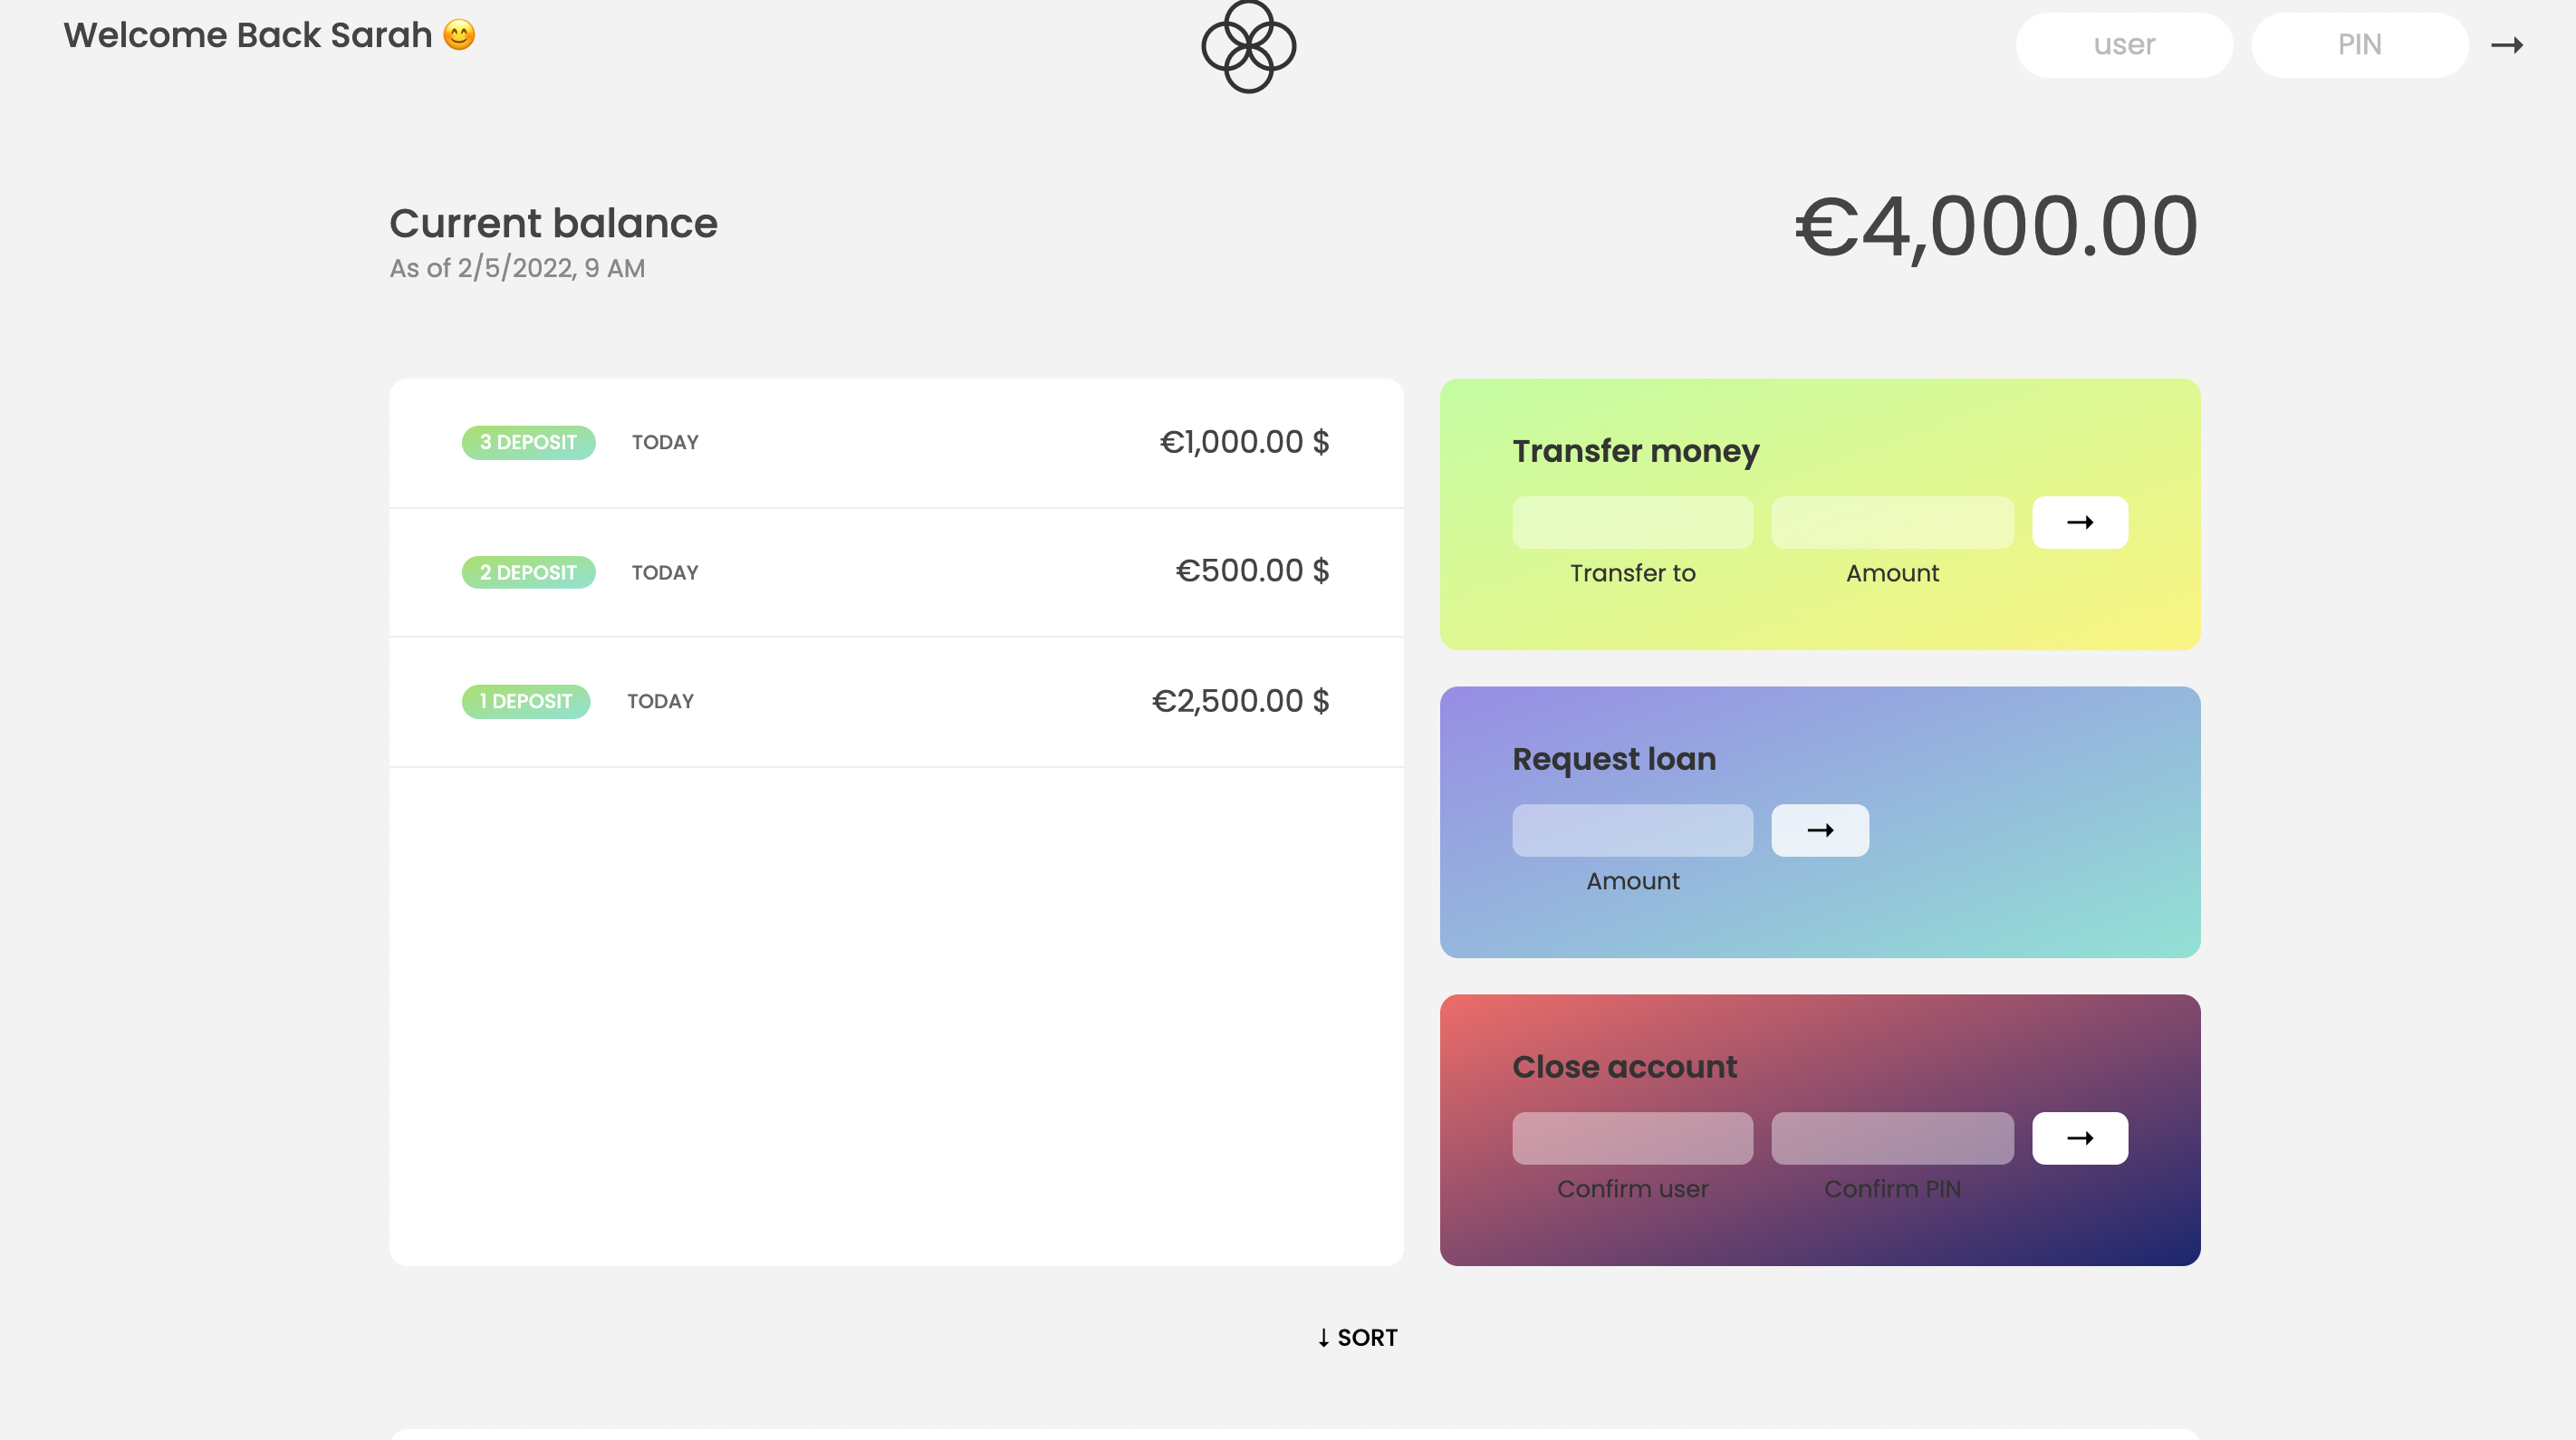 Welcome Back Sarah 😊
user
PIN
→
Current balance
As of 2/5/2022, 9 AM
€4,000.00
3 DEPOSIT TODAY €1,000.00 $
2 DEPOSIT TODAY €500.00 $
1 DEPOSIT TODAY €2,500.00 $
↓ SORT
Transfer money
→
Transfer to Amount
Request loan
→
Amount
Close account
→
Confirm user Confirm PIN